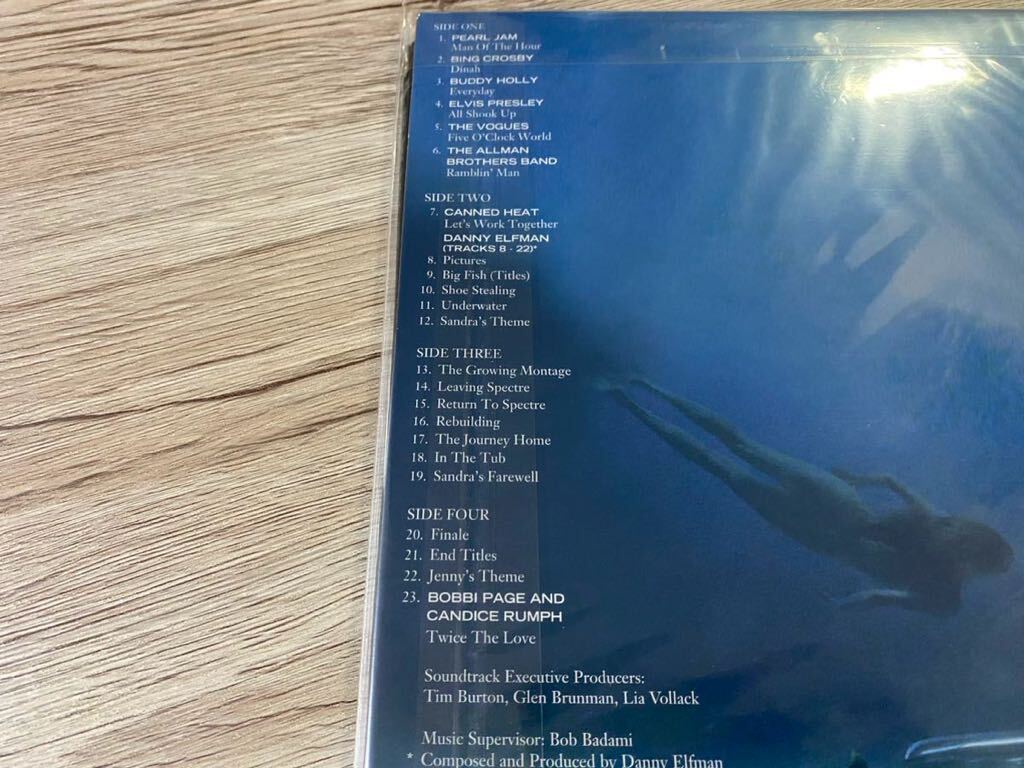 SIDE ONE
1. PEARL JAM
Man Of The Hour
2. BING CROSBY
Dinah
3. BUDDY HOLLY
Everyday
4. ELVIS PRESLEY
All Shook Up
5. THE VOGUES
Five O'Clock World
6. THE ALLMAN
BROTHERS BAND
Ramblin' Man
SIDE TWO
7. CANNED HEAT
Let's Work Together
DANNY ELFMAN
(TRACKS 8 - 22)*
8. Pictures
9. Big Fish (Titles)
10. Shoe Stealing
11. Underwater
12. Sandra's Theme
SIDE THREE
13. The Growing Montage
14. Leaving Spectre
15. Return To Spectre
16. Rebuilding
17. The Journey Home
18. In The Tub
19. Sandra's Farewell
SIDE FOUR
20. Finale
21. End Titles
22. Jenny's Theme
23. BOBBI PAGE AND
CANDICE RUMPH
Twice The Love
Soundtrack Executive Producers:
Tim Burton, Glen Brunman, Lia Vollack
Music Supervisor: Bob Badami
* Composed and Produced by Danny Elfman